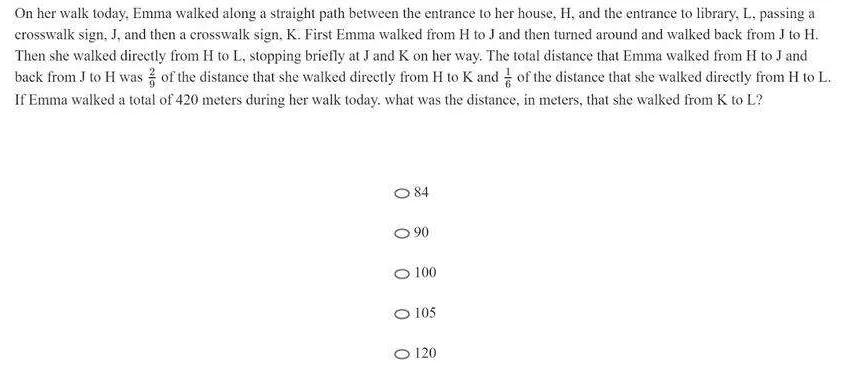 On her walk today, Emma walked along a straight path between the entrance to her house, H, and the entrance to library, L, passing a
crosswalk sign, J, and then a crosswalk sign, K. First Emma walked from H to J and then turned around and walked back from J to H.
Then she walked directly from H to L, stopping briefly at J and K on her way. The total distance that Emma walked from H to J and
back from J to H was 2/9 of the distance that she walked directly from H to K and 1/6 of the distance that she walked directly from H to L.
If Emma walked a total of 420 meters during her walk today. what was the distance, in meters, that she walked from K to L?
84
90
100
105
120